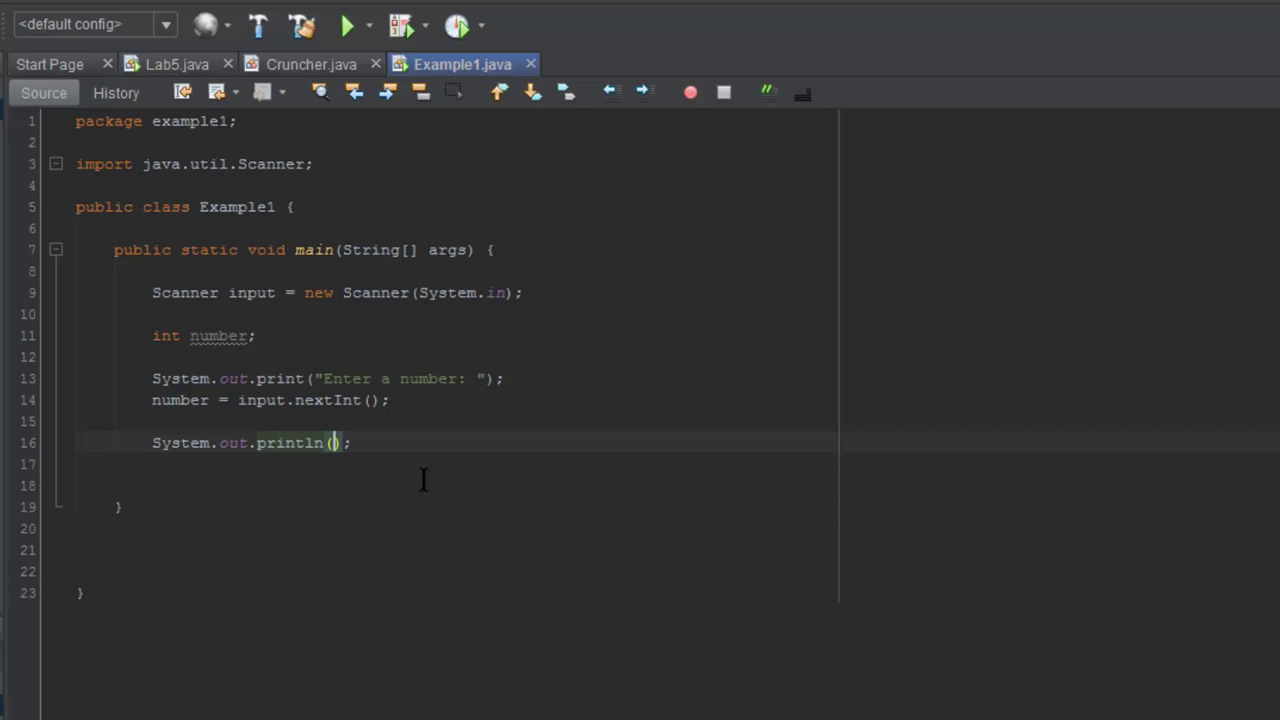 <default config>
Start Page Lab5.java Cruncher.java Example1.java
Source History
1 package example1;
2
3 import java.util.Scanner;
4
5 public class Example1 {
6
7 public static void main(String[] args) {
8
9 Scanner input = new Scanner(System.in);
10
11 int number;
12
13 System.out.print("Enter a number: ");
14 number = input.nextInt();
15
16 System.out.println();
17
18
19 }
20
21
22
23 }